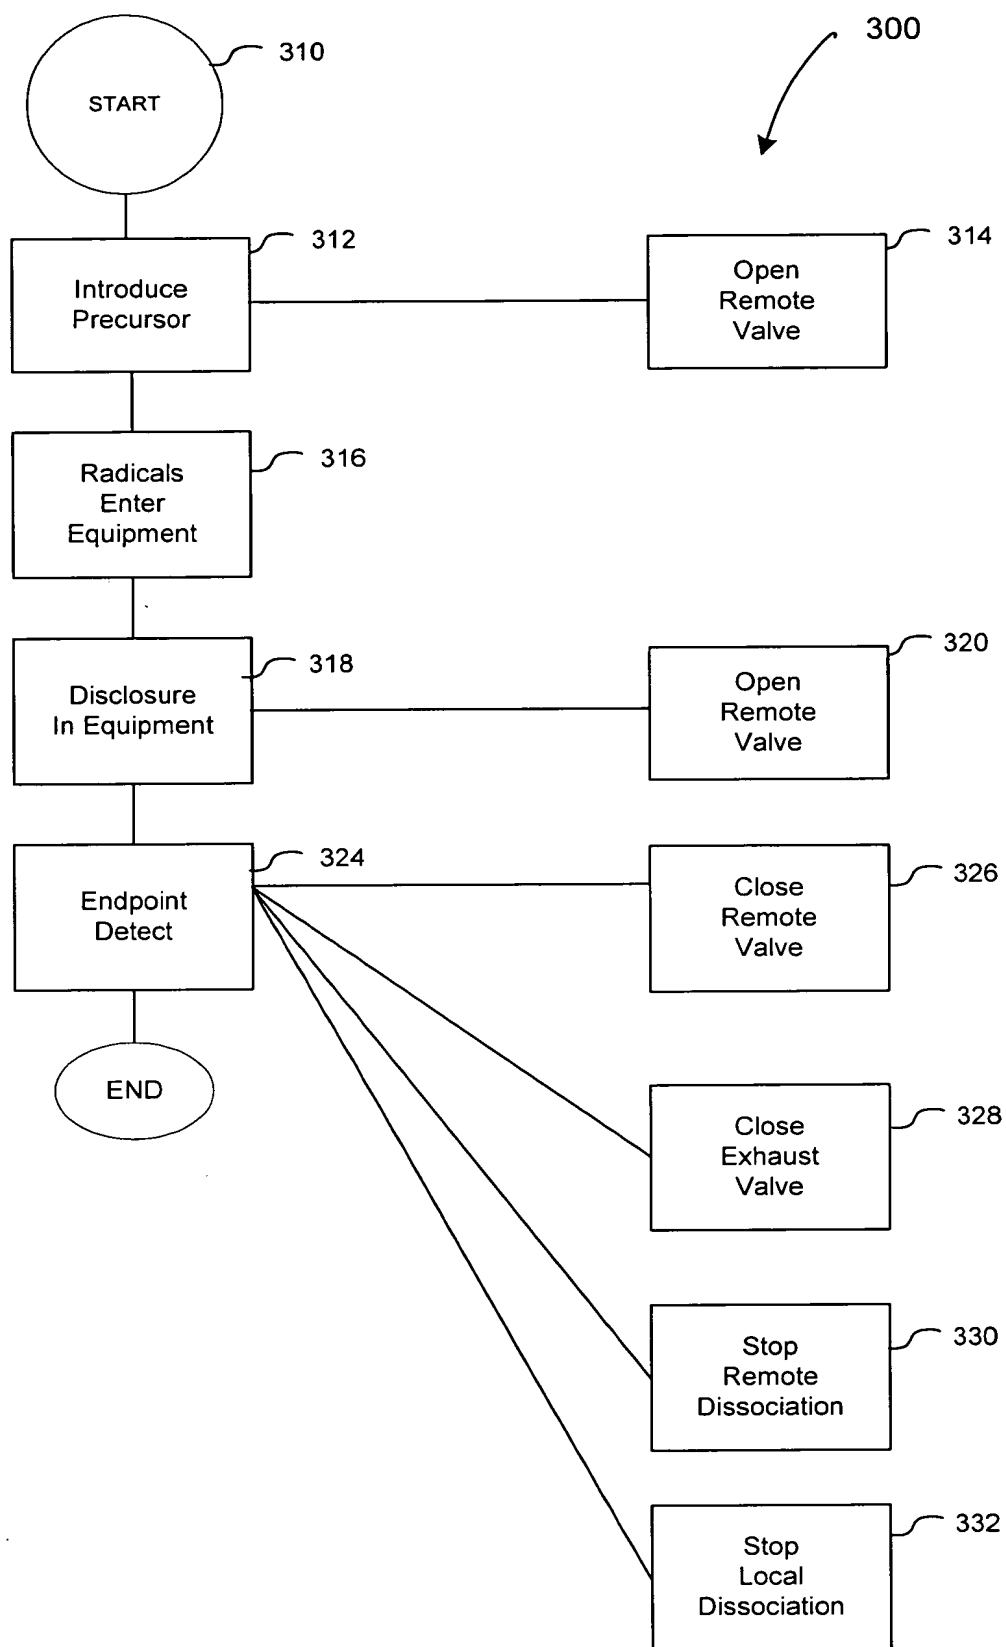 300
310
START
312
Introduce
Precursor
314
Open
Remote
Valve
316
Radicals
Enter
Equipment
318
Disclosure
In Equipment
320
Open
Remote
Valve
324
Endpoint
Detect
326
Close
Remote
Valve
END
328
Close
Exhaust
Valve
330
Stop
Remote
Dissociation
332
Stop
Local
Dissociation